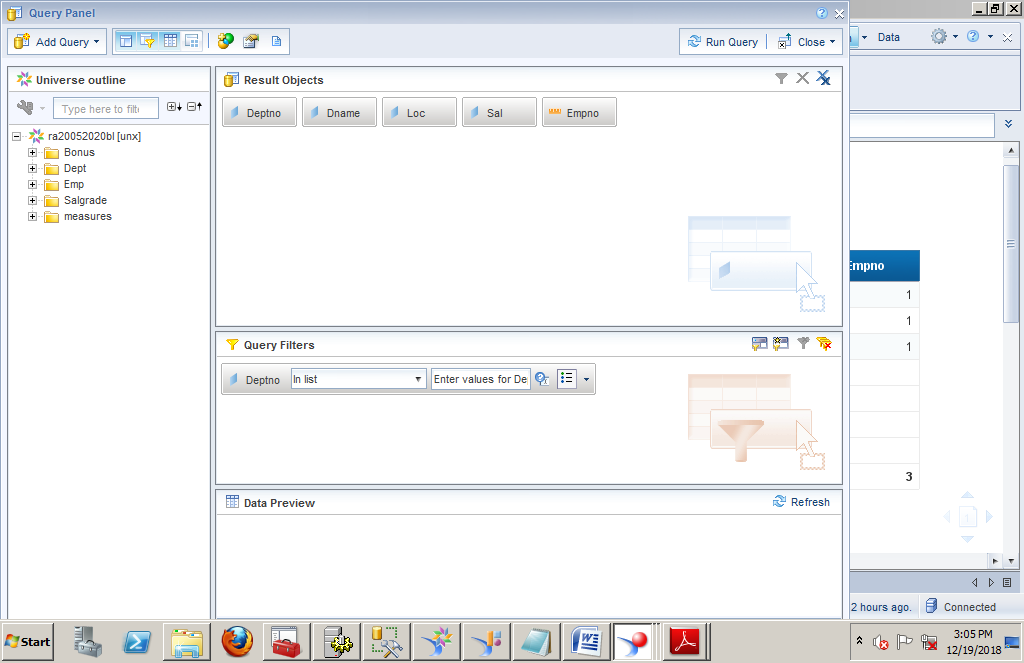 Query Panel
Add Query
Run Query
Close
Data
Universe outline
Result Objects
Type here to filt
Deptno
Dname
Loc
Sal
Empno
ra20052020bl [unx]
Bonus
Dept
Emp
Salgrade
measures
Empno
1
1
1
3
Query Filters
Deptno
In list
Enter values for De
Data Preview
Refresh
2 hours ago.
Connected
Start
3:05 PM
12/19/2018